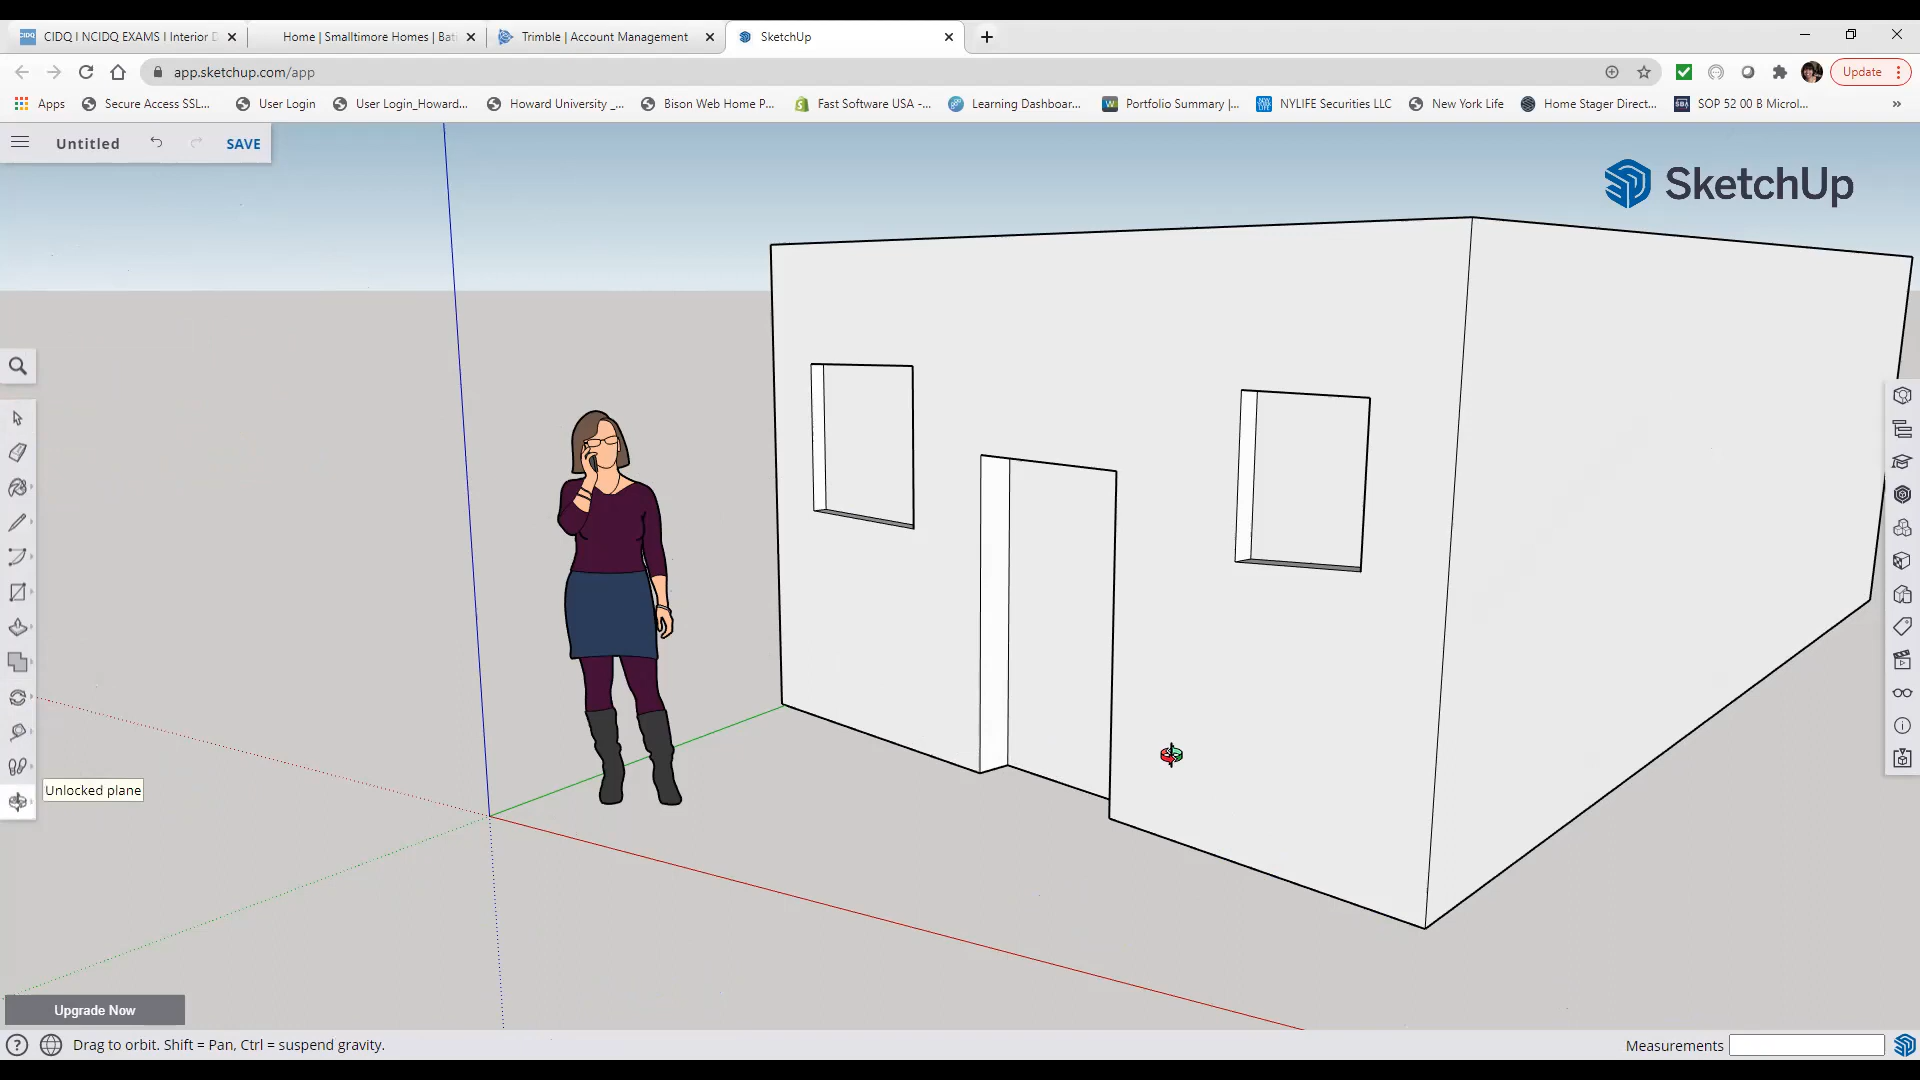 CIDQ I NCIDQ EXAMS I Interior D
Home | Smalltimore Homes | Balt
Trimble | Account Management
SketchUp
app.sketchup.com/app
Update
Apps
Secure Access SSL...
User Login
User Login_Howard...
Howard University _...
Bison Web Home P...
Fast Software USA -...
Learning Dashboar...
Portfolio Summary |...
NYLIFE Securities LLC
New York Life
Home Stager Direct...
SOP 52 00 B Microl...
Untitled
SAVE
SketchUp
Unlocked plane
Upgrade Now
Drag to orbit. Shift = Pan, Ctrl = suspend gravity.
Measurements